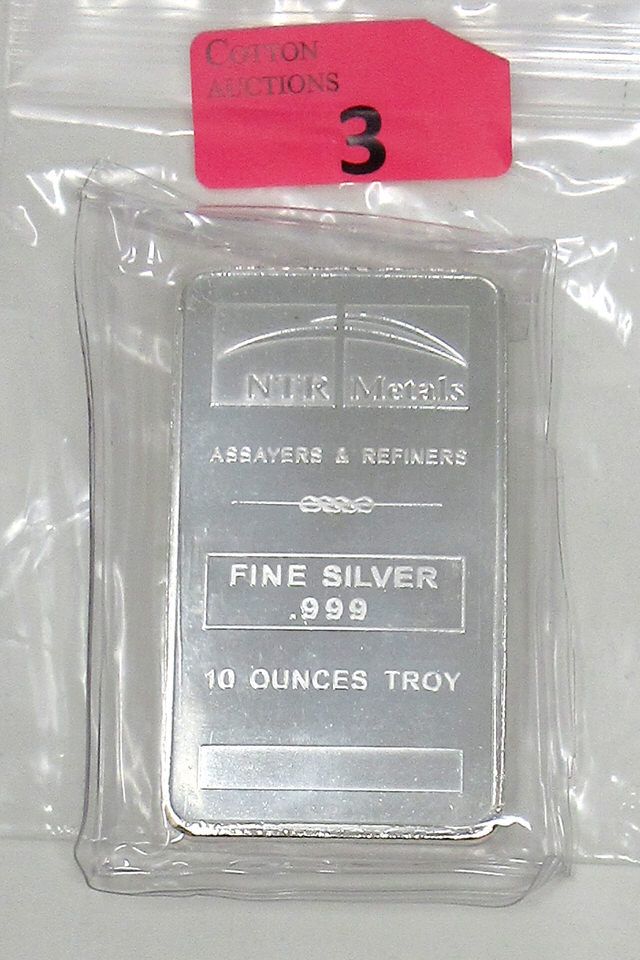 COTTON
AUCTIONS
3
NTR Metals
ASSAYERS & REFINERS
FINE SILVER
.999
10 OUNCES TROY